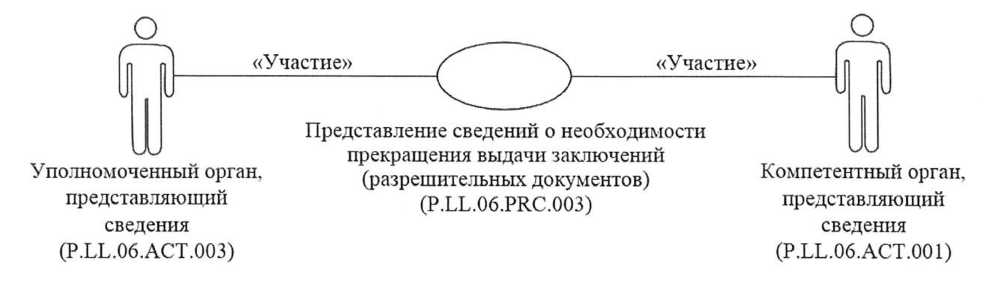 «Участие»
«Участие»
Представление сведений о необходимости
прекращения выдачи заключений
(разрешительных документов)
(P.LL.06.PRC.003)
Уполномоченный орган,
представляющий
сведения
(P.LL.06.ACT.003)
Компетентный орган,
представляющий
сведения
(P.LL.06.ACT.001)